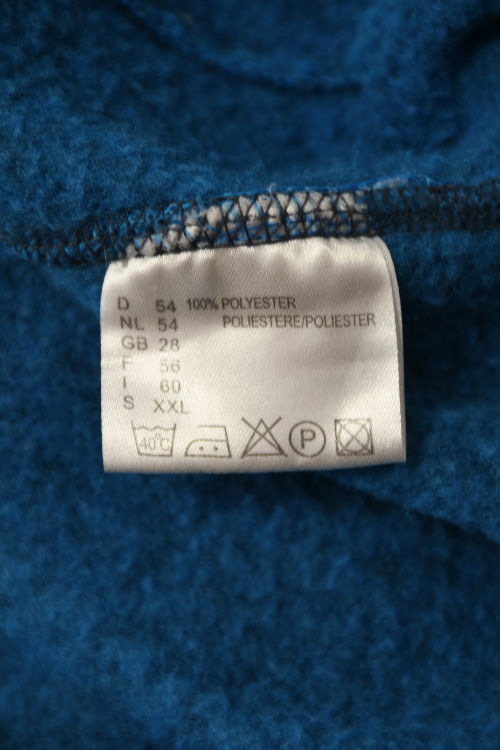 D 54 100% POLYESTER
NL 54 POLIESTERE/POLIESTER
GB 28
F 56
I 60
S XXL
40°C P